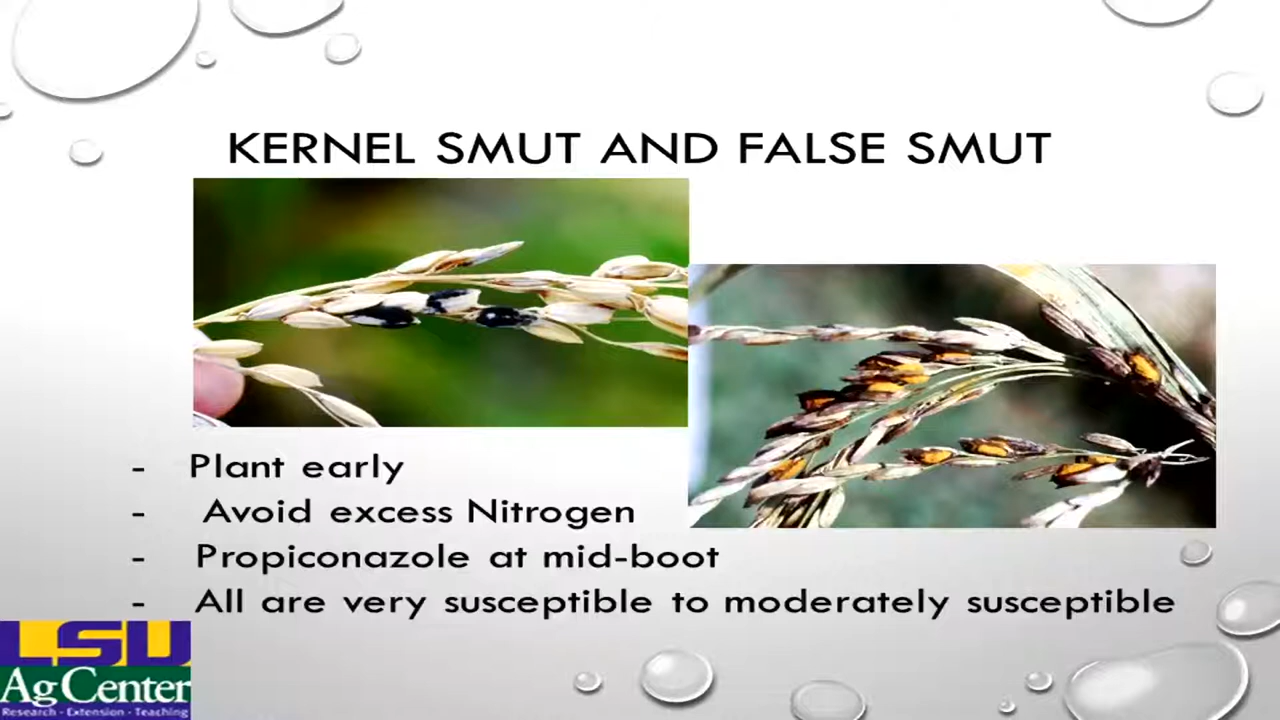 KERNEL SMUT AND FALSE SMUT
- Plant early
- Avoid excess Nitrogen
- Propiconazole at mid-boot
- All are very susceptible to moderately susceptible
LSU
AgCenter
Research · Extension · Teaching